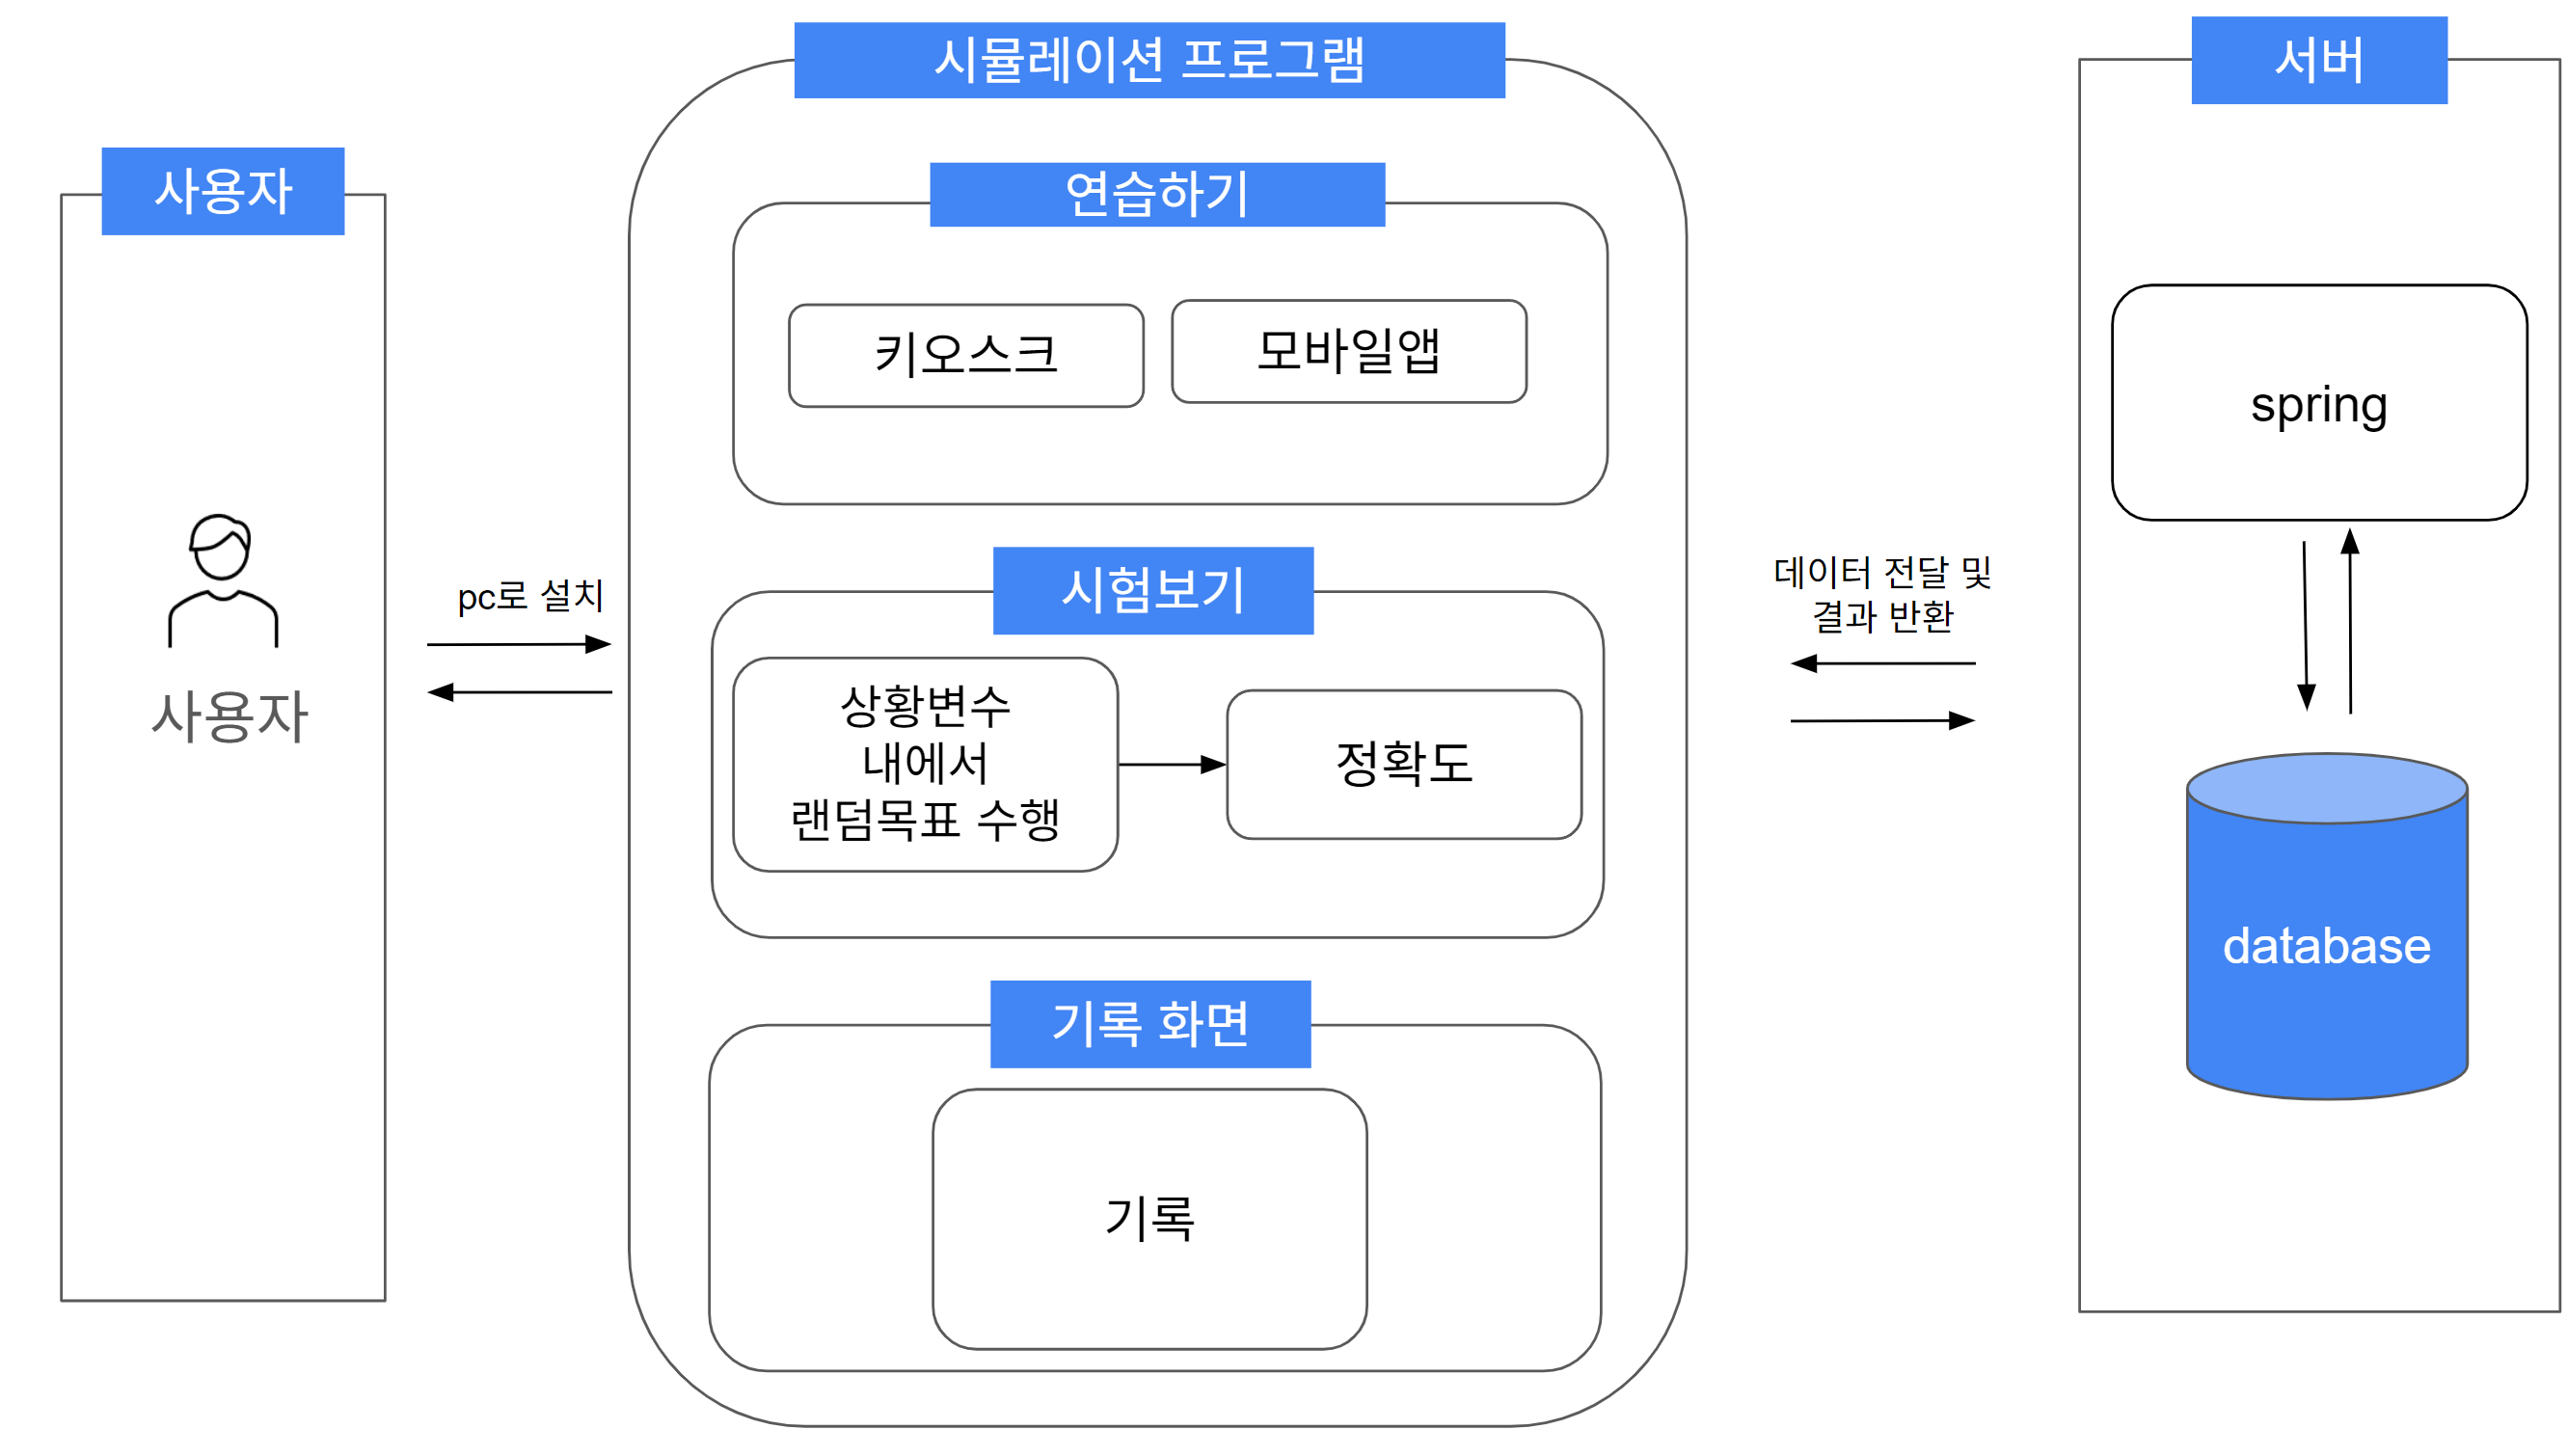 사용자
사용자
pc로 설치
시뮬레이션 프로그램
연습하기
키오스크
모바일앱
시험보기
상황변수
내에서
랜덤목표 수행
정확도
기록 화면
기록
데이터 전달 및
결과 반환
서버
spring
database